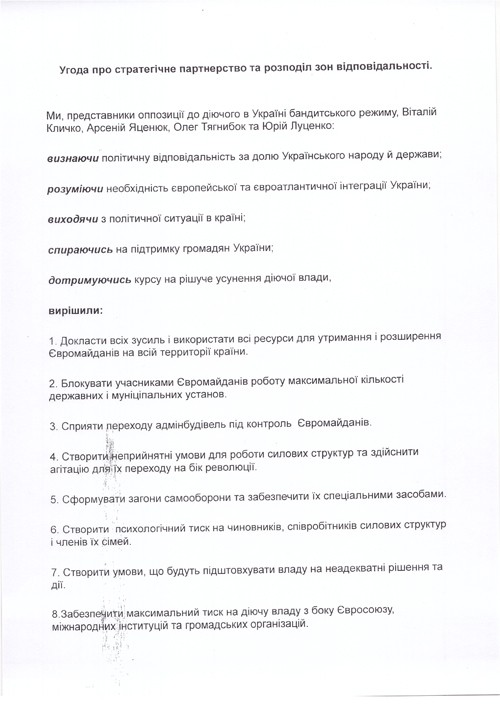 Угода про стратегічне партнерство та розподіл зон відповідальності.
Ми, представники оппозиції до діючого в Україні бандитського режиму, Віталій
Кличко, Арсеній Яценюк, Олег Тягнибок та Юрій Луценко:
визнаючи політичну відповідальність за долю Українського народу й держави;
розуміючи необхідність європейської та євроатлантичної інтеграції України;
виходячи з політичної ситуації в країні;
спираючись на підтримку громадян України;
дотримуючись курсу на рішуче усунення діючої влади,
вирішили:
1. Докласти всіх зусиль і використати всі ресурси для утримання і розширення
Євромайданів на всій территорії країни.
2. Блокувати учасниками Євромайданів роботу максимальної кількості
державних і муніціпальних установ.
3. Сприяти переходу адмінбудівель під контроль Євромайданів.
4. Створити неприйнятні умови для роботи силових структур та здійснити
агітацію для їх переходу на бік революції.
5. Сформувати загони самооборони та забезпечити їх спеціальними засобами.
6. Створити психологічний тиск на чиновників, співробітників силових структур
і членів їх сімей.
7. Створити умови, що будуть підштовхувати владу на неадекватні рішення та
дії.
8.Забезпечити максимальний тиск на діючу владу з боку Євросоюзу,
міжнародних інституцій та громадських організацій.